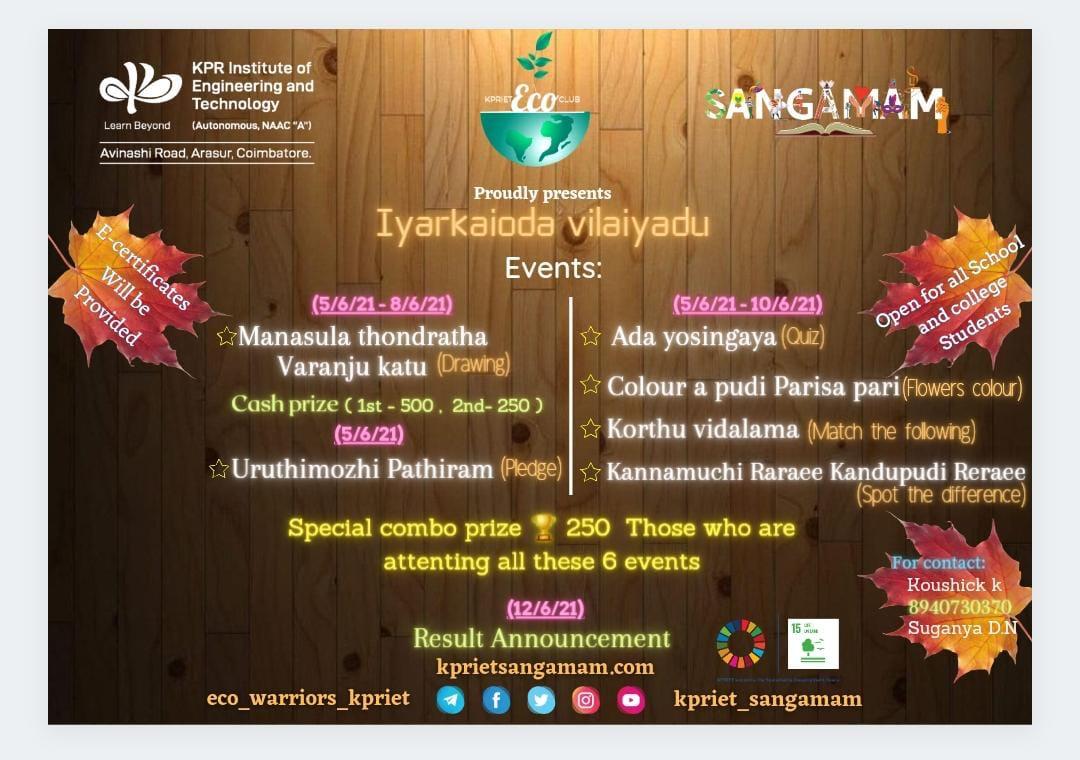 KPR Institute of
Engineering and
Technology
Learn Beyond
(Autonomous, NAAC "A")
Avinashi Road, Arasur, Coimbatore.
KPRIET Eco CLUB
SANGAMAM
Proudly presents
Iyarkaioda vilaiyadu
Events:
E-certificates
Will be
Provided
Open for all School
and college
Students
(5/6/21 - 8/6/21)
Manasula thondratha
Varanju katu (Drawing)
Cash prize ( 1st - 500 , 2nd- 250 )
(5/6/21)
Uruthimozhi Pathiram (Pledge)
(5/6/21 - 10/6/21)
Ada yosingaya (Quiz)
Colour a pudi Parisa pari (Flowers colour)
Korthu vidalama (Match the following)
Kannamuchi Raraee Kandupudi Reraee
(Spot the difference)
Special combo prize 🏆 250 Those who are
attenting all these 6 events
For contact:
Koushick k
8940730370
Suganya D.N
(12/6/21)
Result Announcement
kprietsangamam.com
15 LIFE
ON LAND
eco_warriors_kpriet
kpriet_sangamam